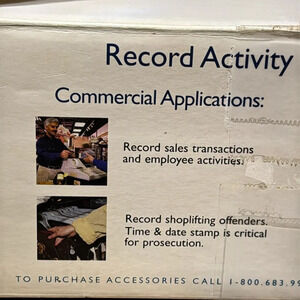 Record Activity
Commercial Applications:
Record sales transactions
and employee activities.
Record shoplifting offenders.
Time & date stamp is critical
for prosecution.
TO PURCHASE ACCESSORIES CALL 1-800.683.99